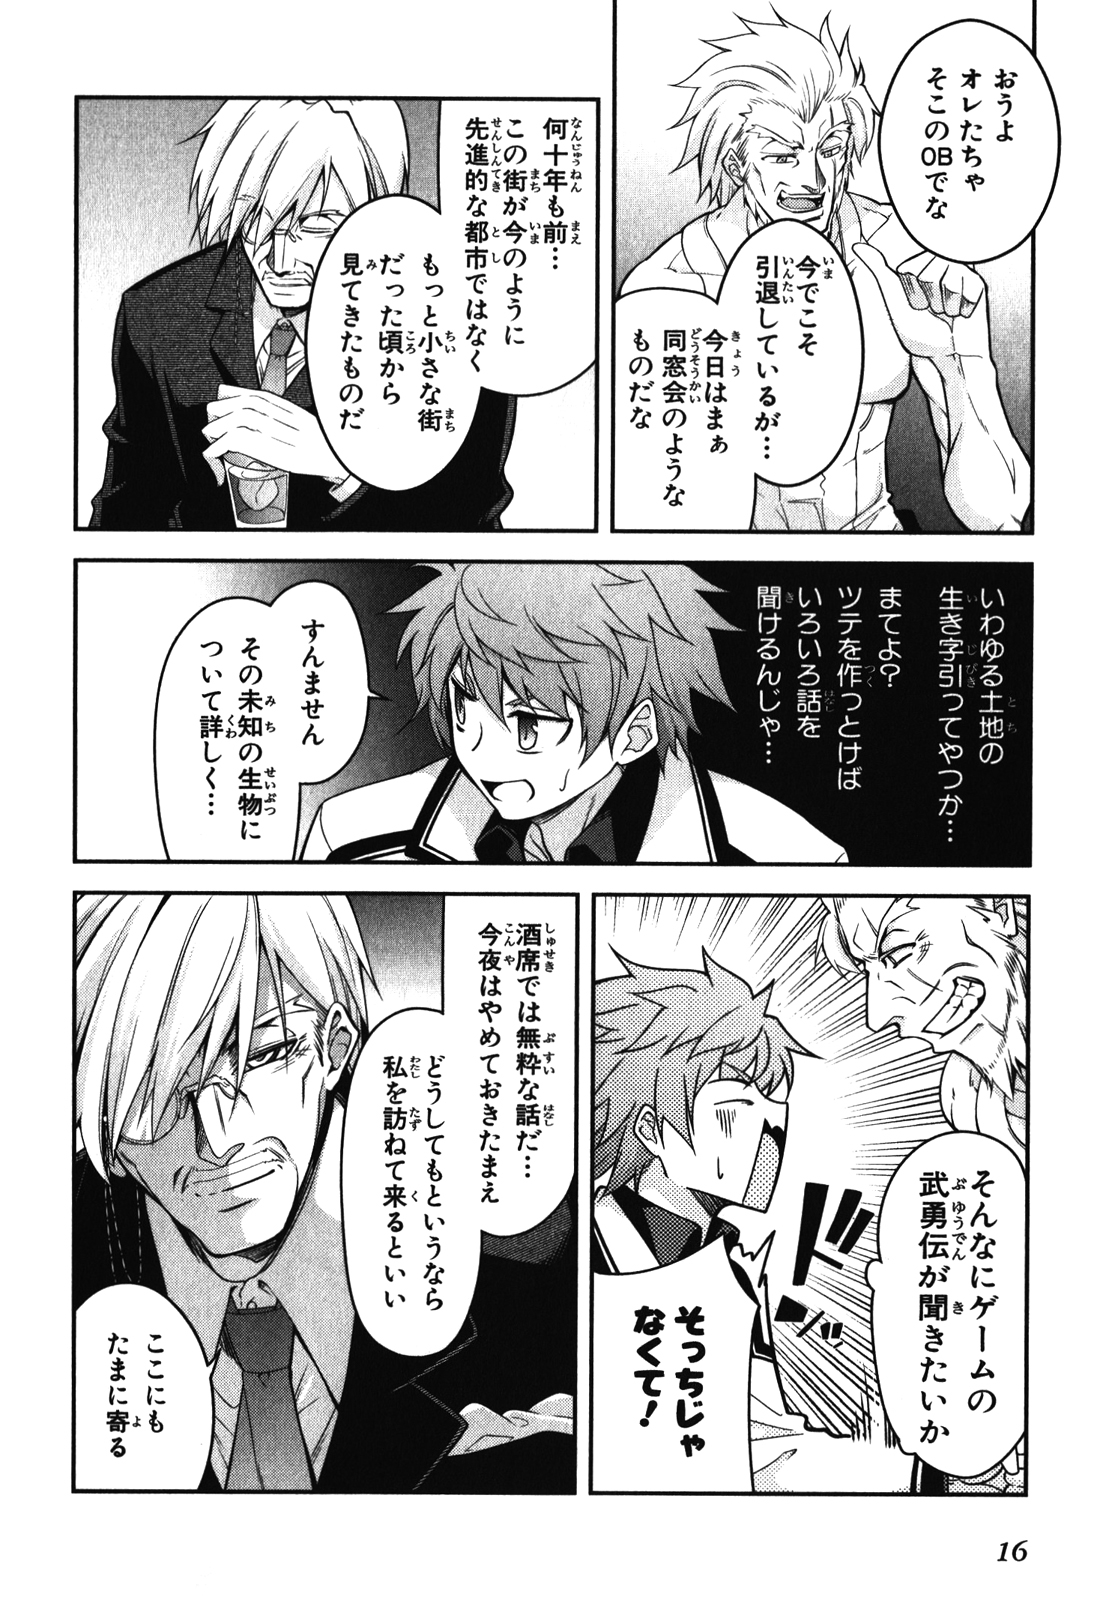 おうよ
オレたちゃ
そこのOBでな
今でこそ
引退しているが…
今日はまぁ
同窓会のような
ものだな
何十年も前…
この街が今のように
先進的な都市ではなく
もっと小さな街
だった頃から
見てきたものだ
いわゆる土地の
生き字引ってやつか…
まてよ?
ツテを作っとけば
いろいろ話を
聞けるんじゃ…
すんません
その未知の生物に
ついて詳しく…
そんなにゲームの
武勇伝が聞きたいか
ドドン
そっちじゃ
なくて!
酒席では無粋な話だ…
今夜はやめておきたまえ
どうしてもというなら
私を訪ねて来るといい
ここにも
たまに寄る
16